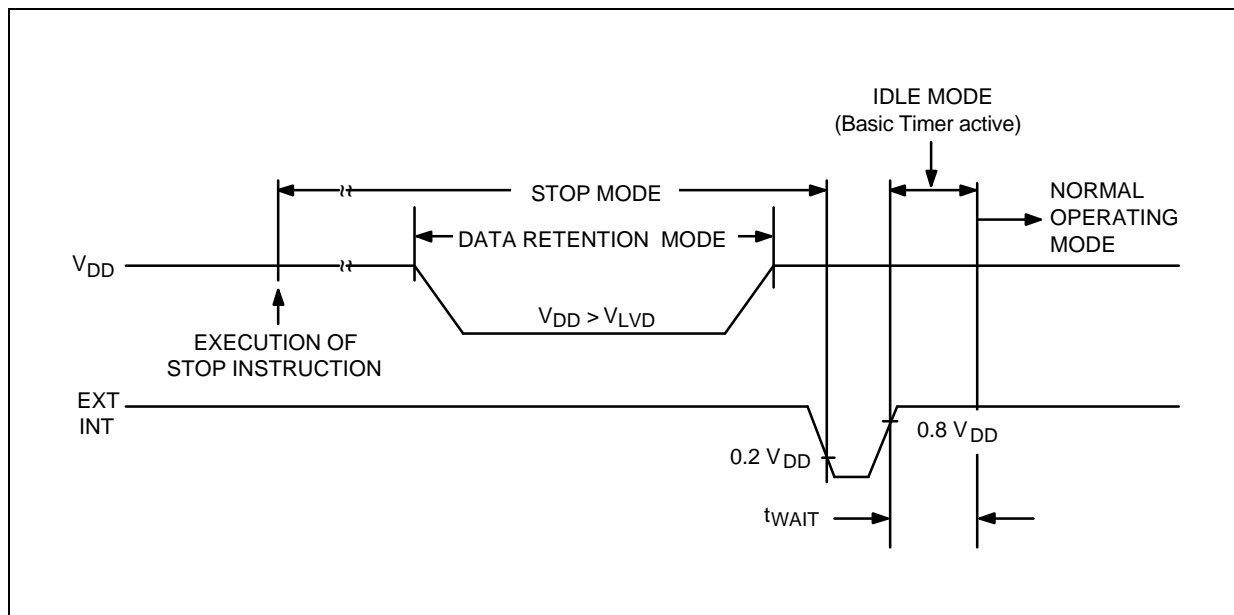 IDLE MODE
(Basic Timer active)
STOP MODE
NORMAL
OPERATING
MODE
DATA RETENTION MODE
VDD
VDD > VLVD
EXECUTION OF
STOP INSTRUCTION
EXT
INT
0.8 VDD
0.2 VDD
tWAIT